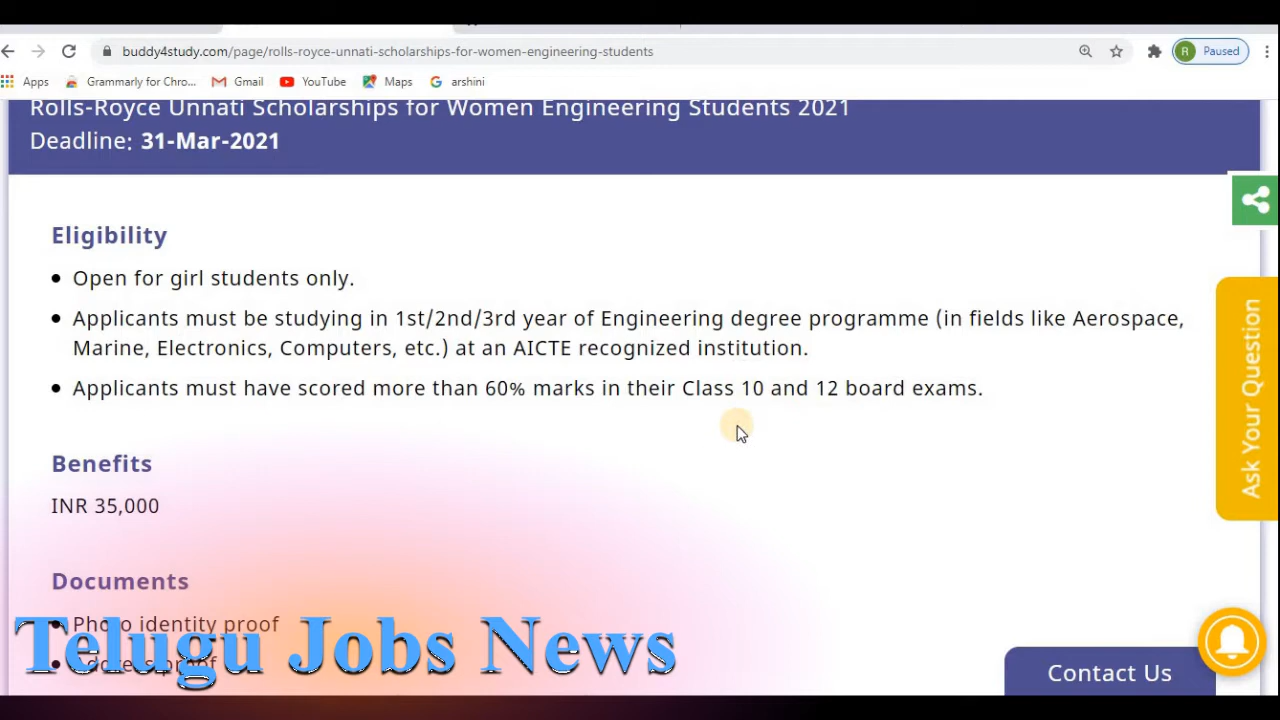 buddy4study.com/page/rolls-royce-unnati-scholarships-for-women-engineering-students
R Paused
Apps Grammarly for Chro... Gmail YouTube Maps G arshini
Rolls-Royce Unnati Scholarships for Women Engineering Students 2021
Deadline: 31-Mar-2021
Eligibility
• Open for girl students only.
• Applicants must be studying in 1st/2nd/3rd year of Engineering degree programme (in fields like Aerospace,
Marine, Electronics, Computers, etc.) at an AICTE recognized institution.
• Applicants must have scored more than 60% marks in their Class 10 and 12 board exams.
Ask Your Question
Benefits
INR 35,000
Documents
• Photo identity proof
• Address proof
Telugu Jobs News
Contact Us